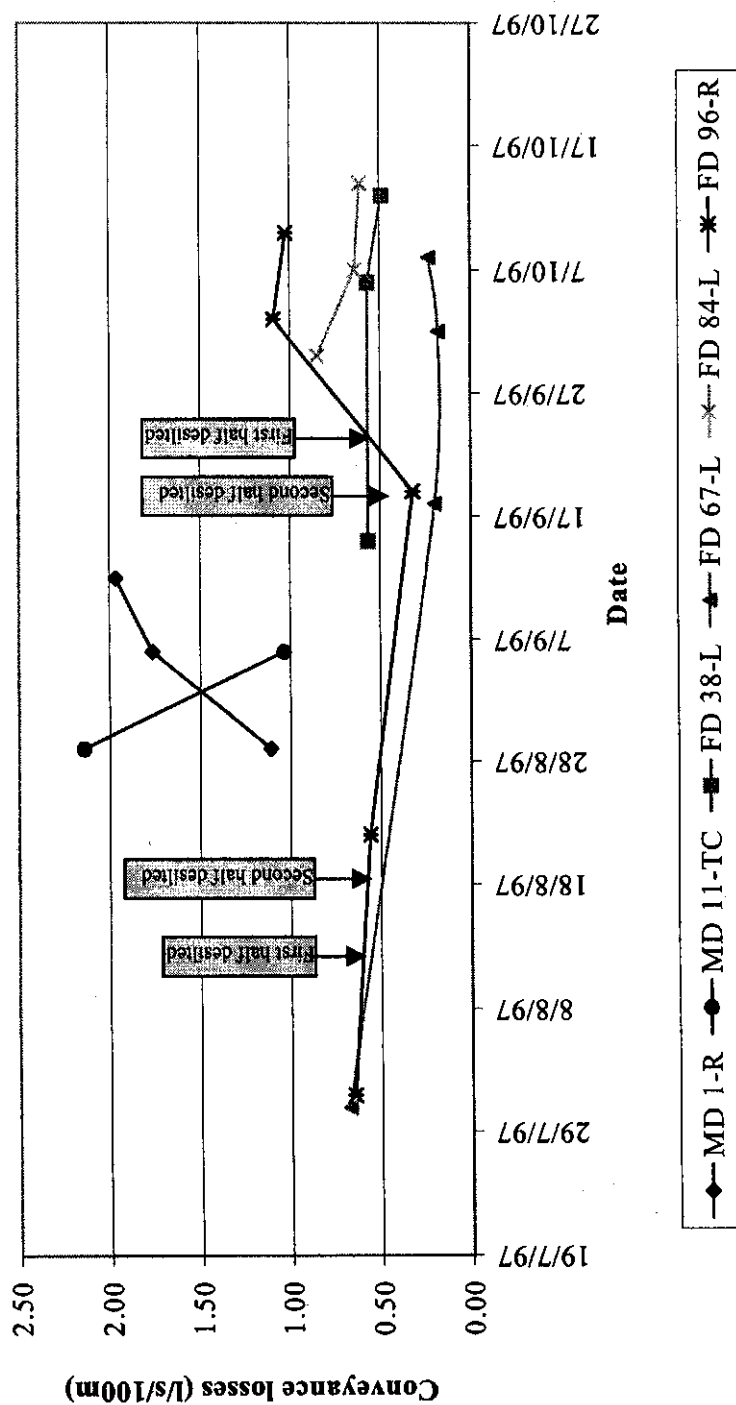 Conveyance losses (l/s/100m)
2.50
2.00
1.50
1.00
0.50
0.00
First half desilted
Second half desilted
First half desilted
Second half desilted
19/7/97
29/7/97
8/8/97
18/8/97
28/8/97
7/9/97
17/9/97
27/9/97
7/10/97
17/10/97
27/10/97
Date
MD 1-R
MD 11-TC
FD 38-L
FD 67-L
FD 84-L
FD 96-R